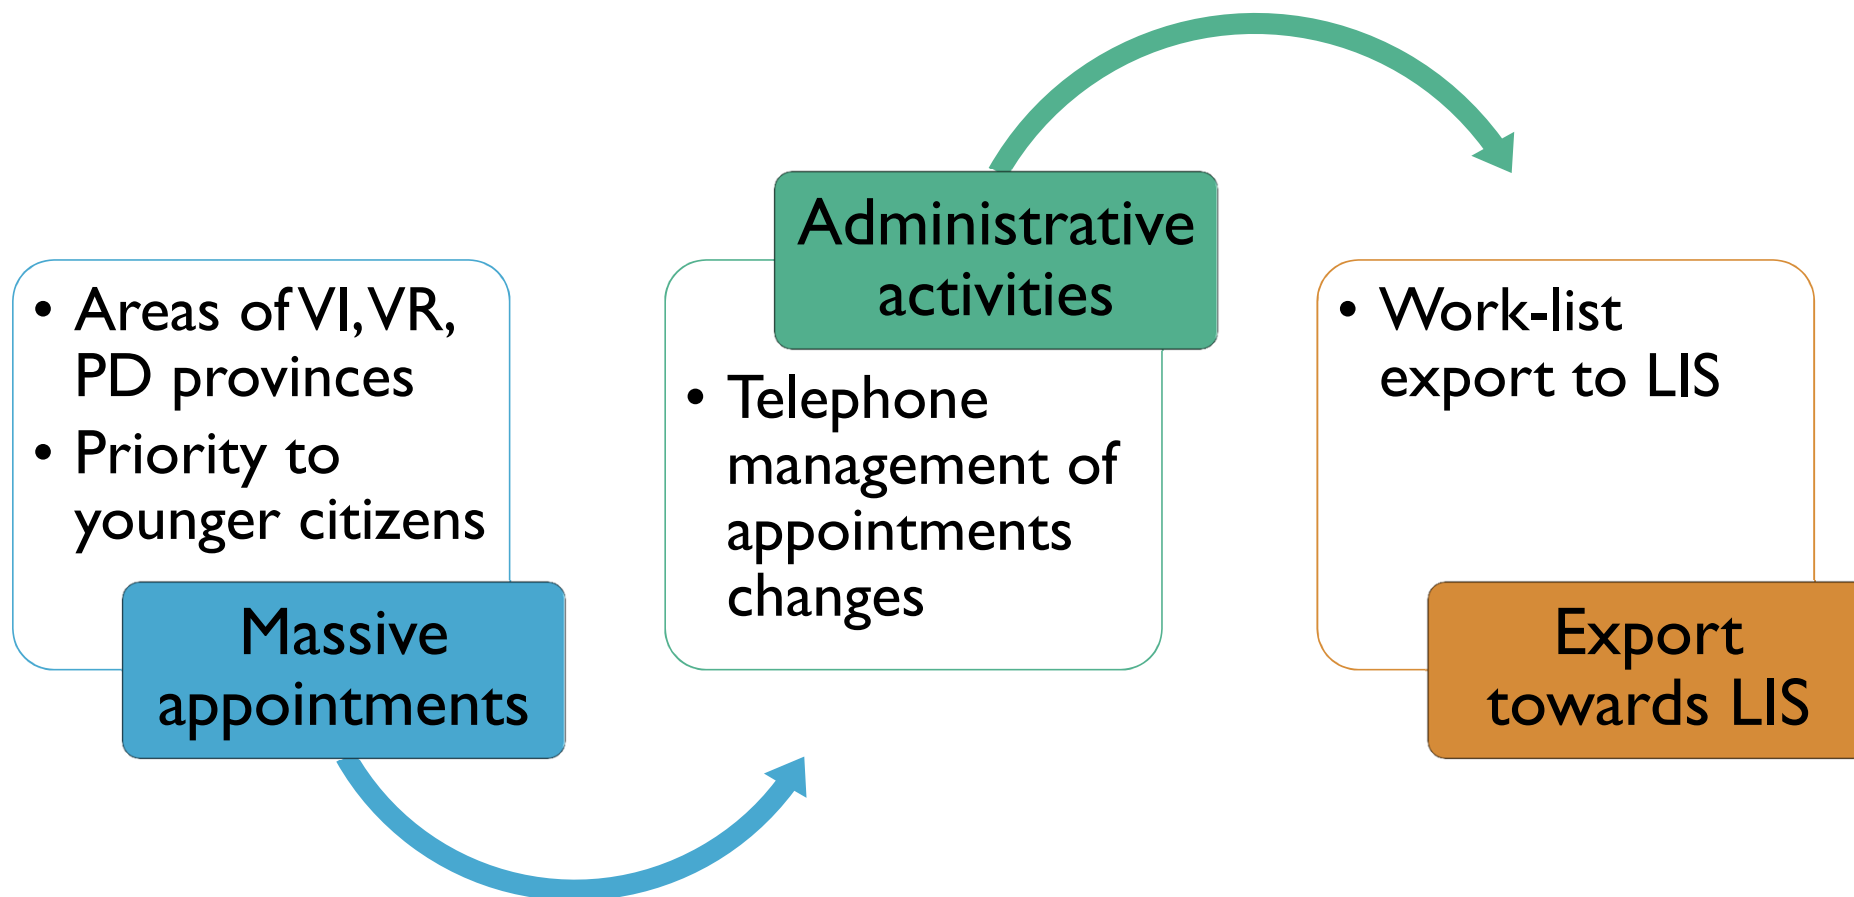 • Areas of VI, VR,
PD provinces
• Priority to
younger citizens
Massive
appointments
Administrative
activities
• Telephone
management of
appointments
changes
• Work-list
export to LIS
Export
towards LIS